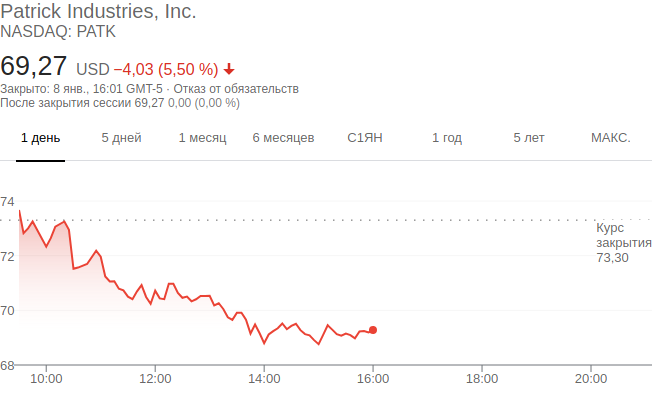 Patrick Industries, Inc.
NASDAQ: PATK
69,27 USD −4,03 (5,50 %)
Закрыто: 8 янв., 16:01 GMT-5 · Отказ от обязательств
После закрытия сессии 69,27 0,00 (0,00 %)
1 день 5 дней 1 месяц 6 месяцев С1ЯН 1 год 5 лет МАКС.
74
Курс
закрытия
73,30
72
70
68
10:00 12:00 14:00 16:00 18:00 20:00